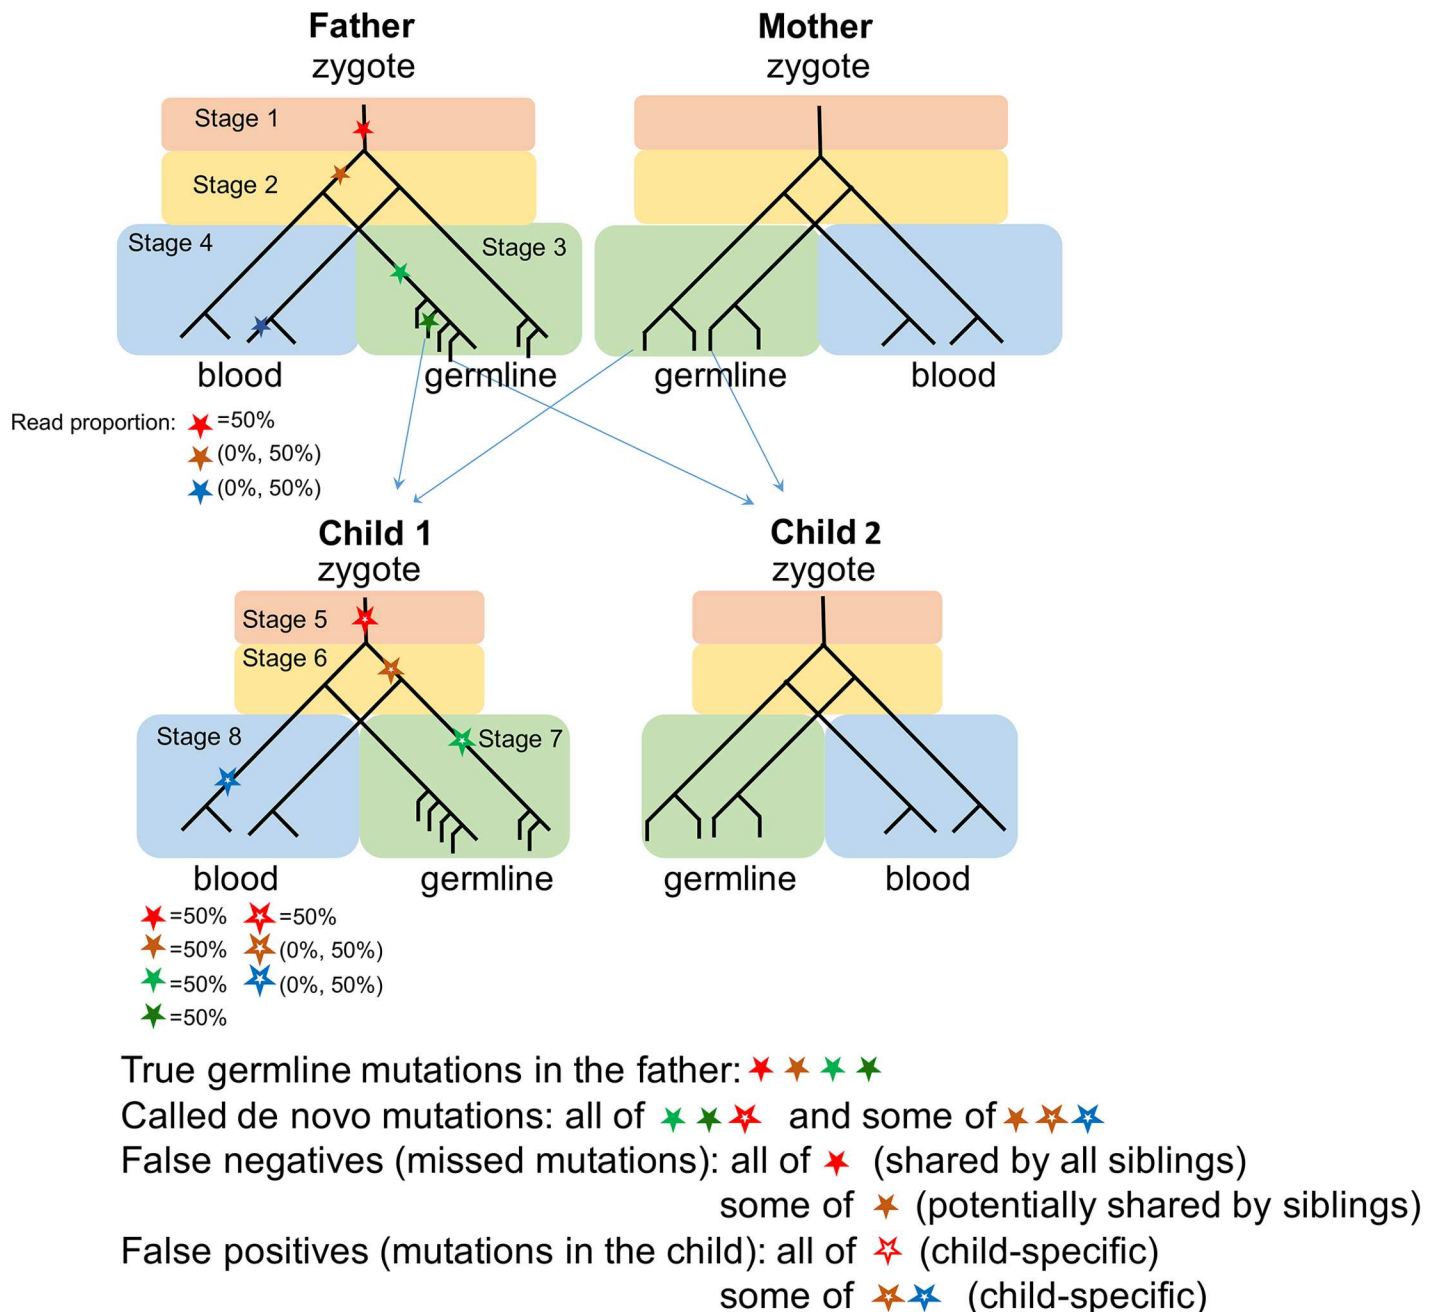 Father
zygote
Mother
zygote
Stage 1
Stage 2
Stage 4
Stage 3
blood
germline
germline
blood
Read proportion:
=50%
(0%, 50%)
(0%, 50%)
Child 1
zygote
Child 2
zygote
Stage 5
Stage 6
Stage 8
Stage 7
blood
germline
germline
blood
=50% =50%
=50% (0%, 50%)
=50% (0%, 50%)
=50%
True germline mutations in the father:
Called de novo mutations: all of and some of
False negatives (missed mutations): all of (shared by all siblings)
some of (potentially shared by siblings)
False positives (mutations in the child): all of (child-specific)
some of (child-specific)